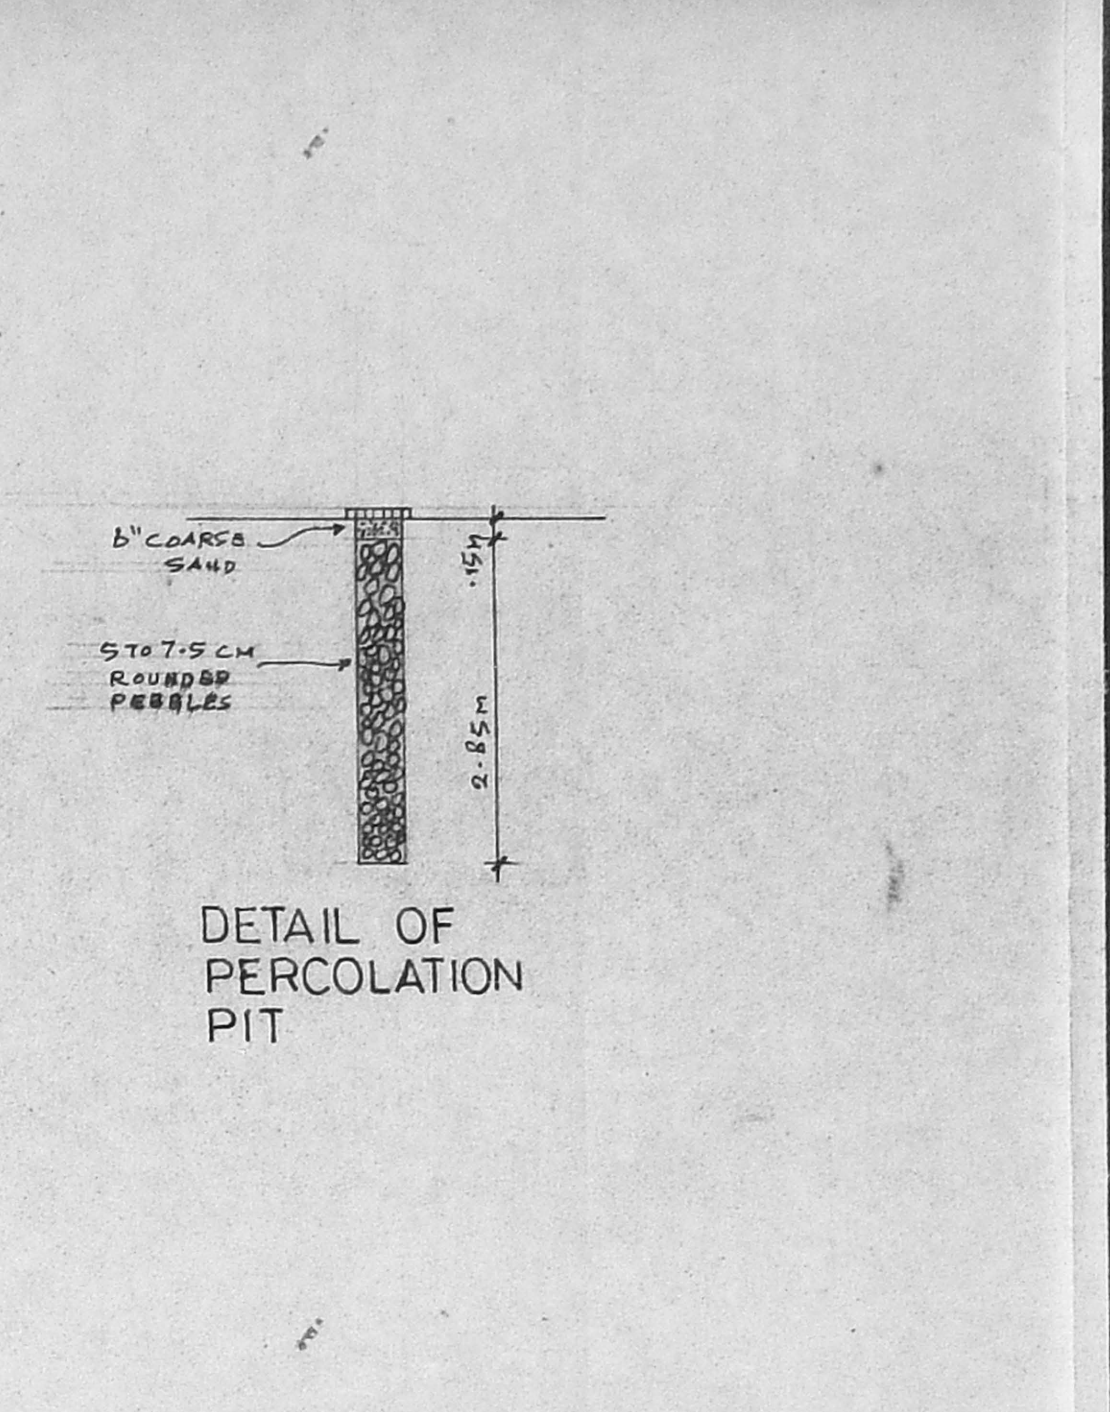 6" COARSE
SAND
.15M
5 TO 7.5 CM
ROUNDED
PEBBLES
2.85M
DETAIL OF
PERCOLATION
PIT